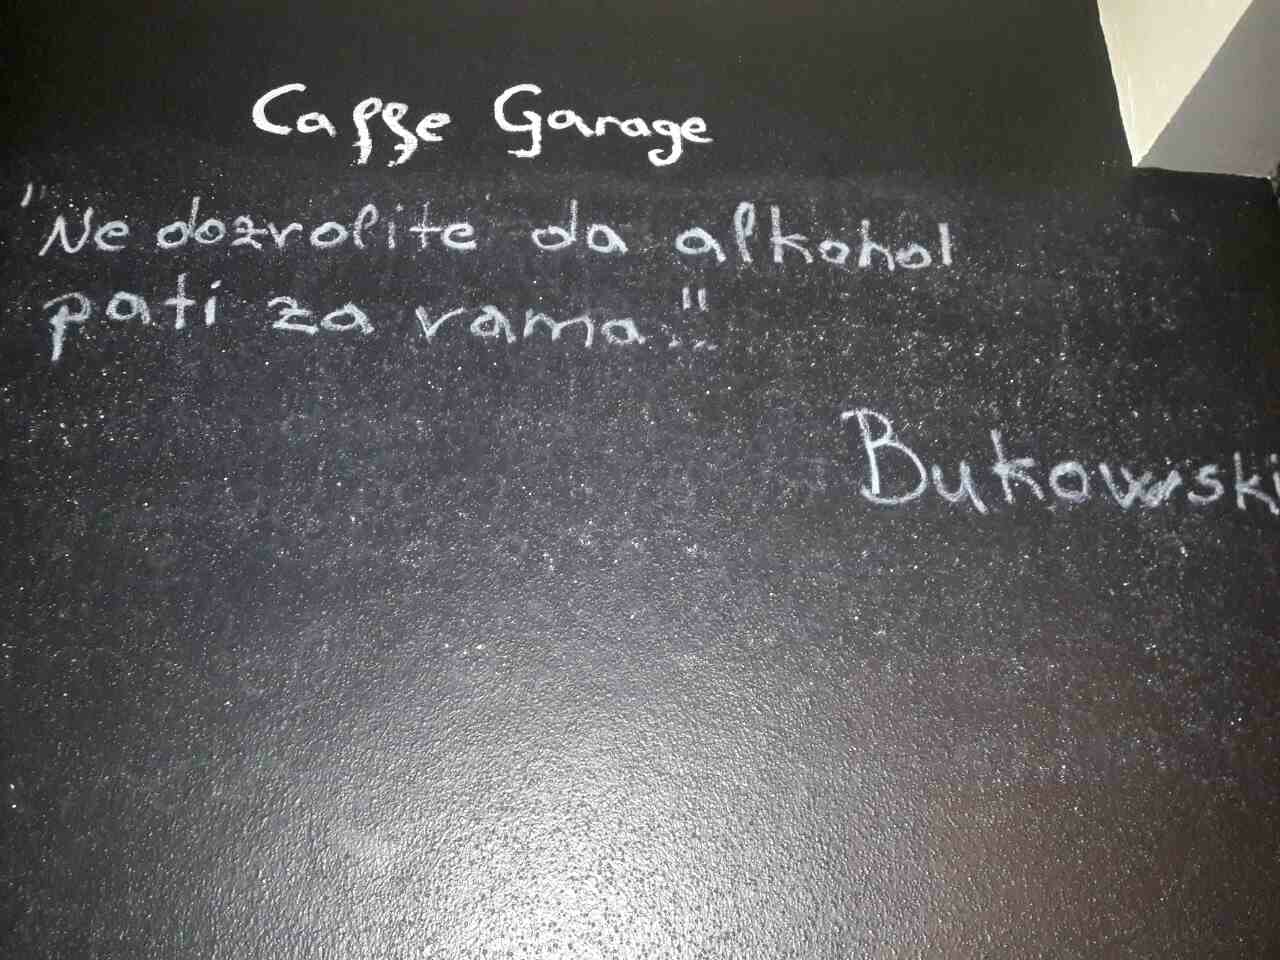 Caffe Garage
"Ne dozvolite da alkohol
pati za vama..."
Bukowski